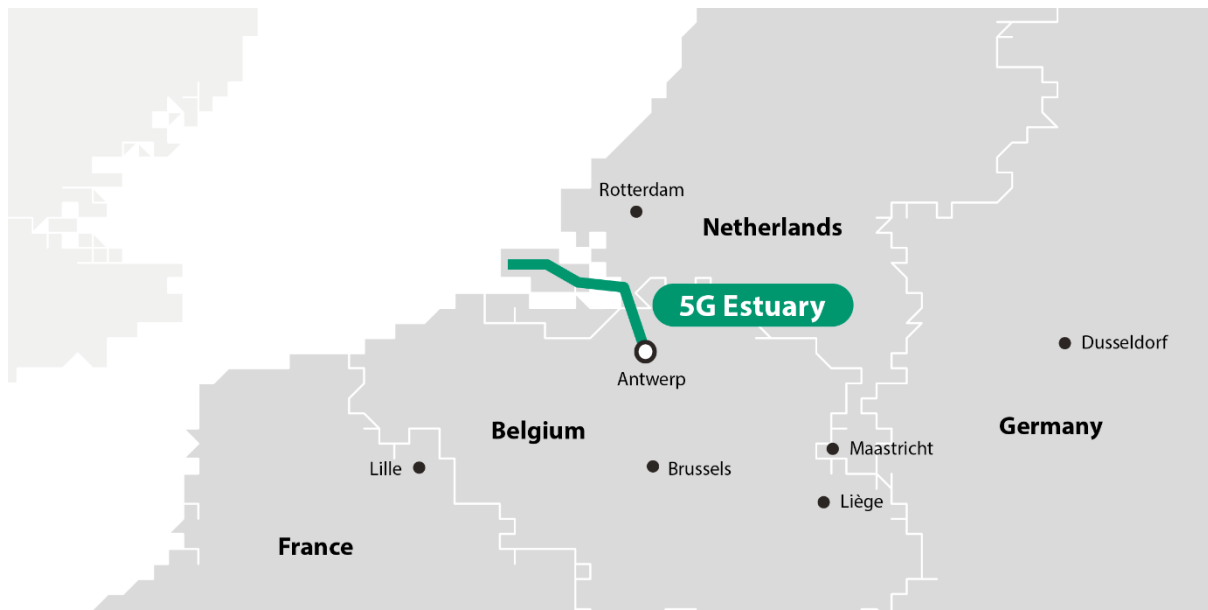 Rotterdam
Netherlands
5G Estuary
Dusseldorf
Antwerp
Belgium
Germany
Maastricht
Lille
Brussels
Liège
France